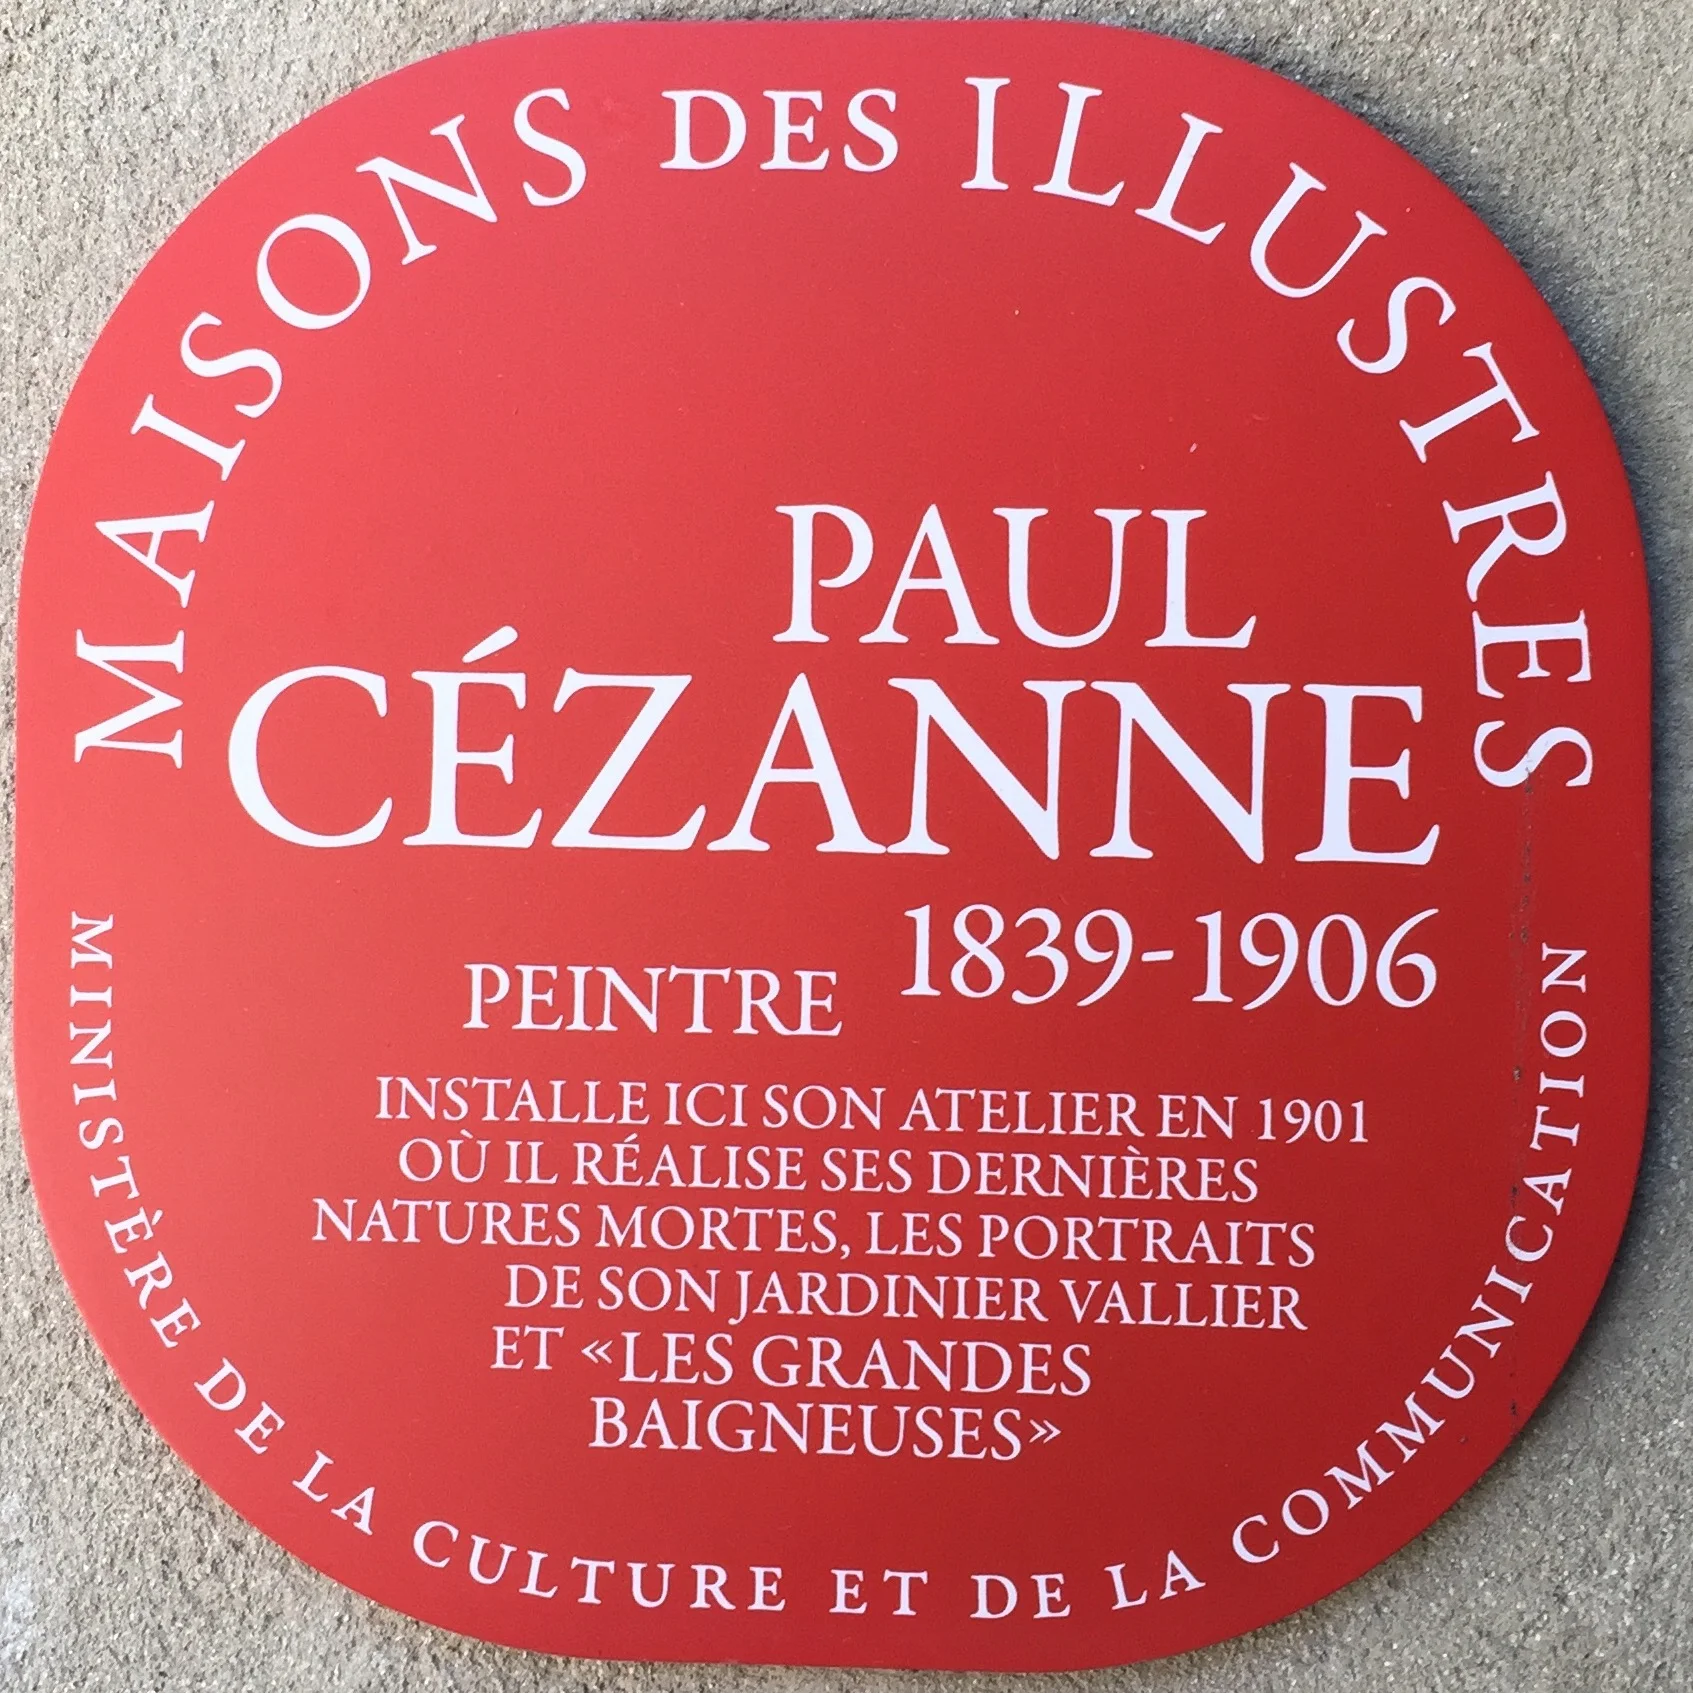 MAISONS DES ILLUSTRES
PAUL
CÉZANNE
1839-1906
PEINTRE
INSTALLE ICI SON ATELIER EN 1901
OÙ IL RÉALISE SES DERNIÈRES
NATURES MORTES, LES PORTRAITS
DE SON JARDINIER VALLIER
ET «LES GRANDES
BAIGNEUSES»
MINISTÈRE DE LA CULTURE ET DE LA COMMUNICATION